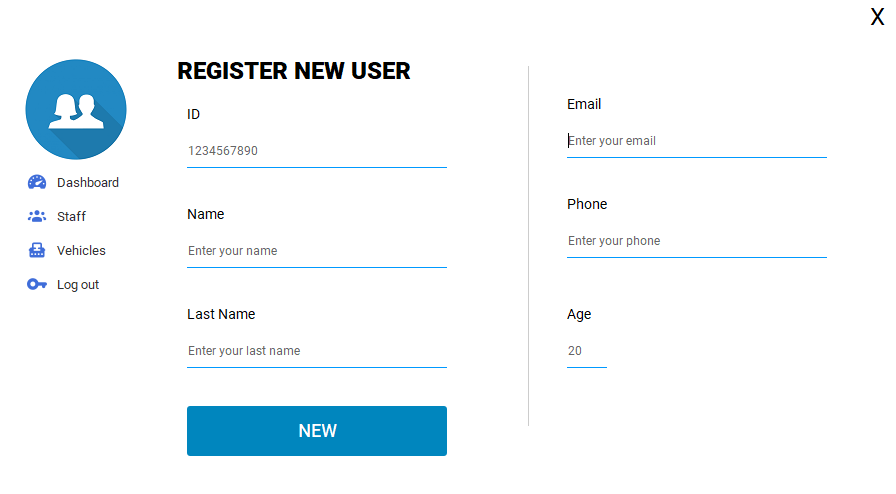 X
REGISTER NEW USER
Dashboard
Staff
Vehicles
Log out
ID
1234567890
Name
Enter your name
Last Name
Enter your last name
NEW
Email
Enter your email
Phone
Enter your phone
Age
20